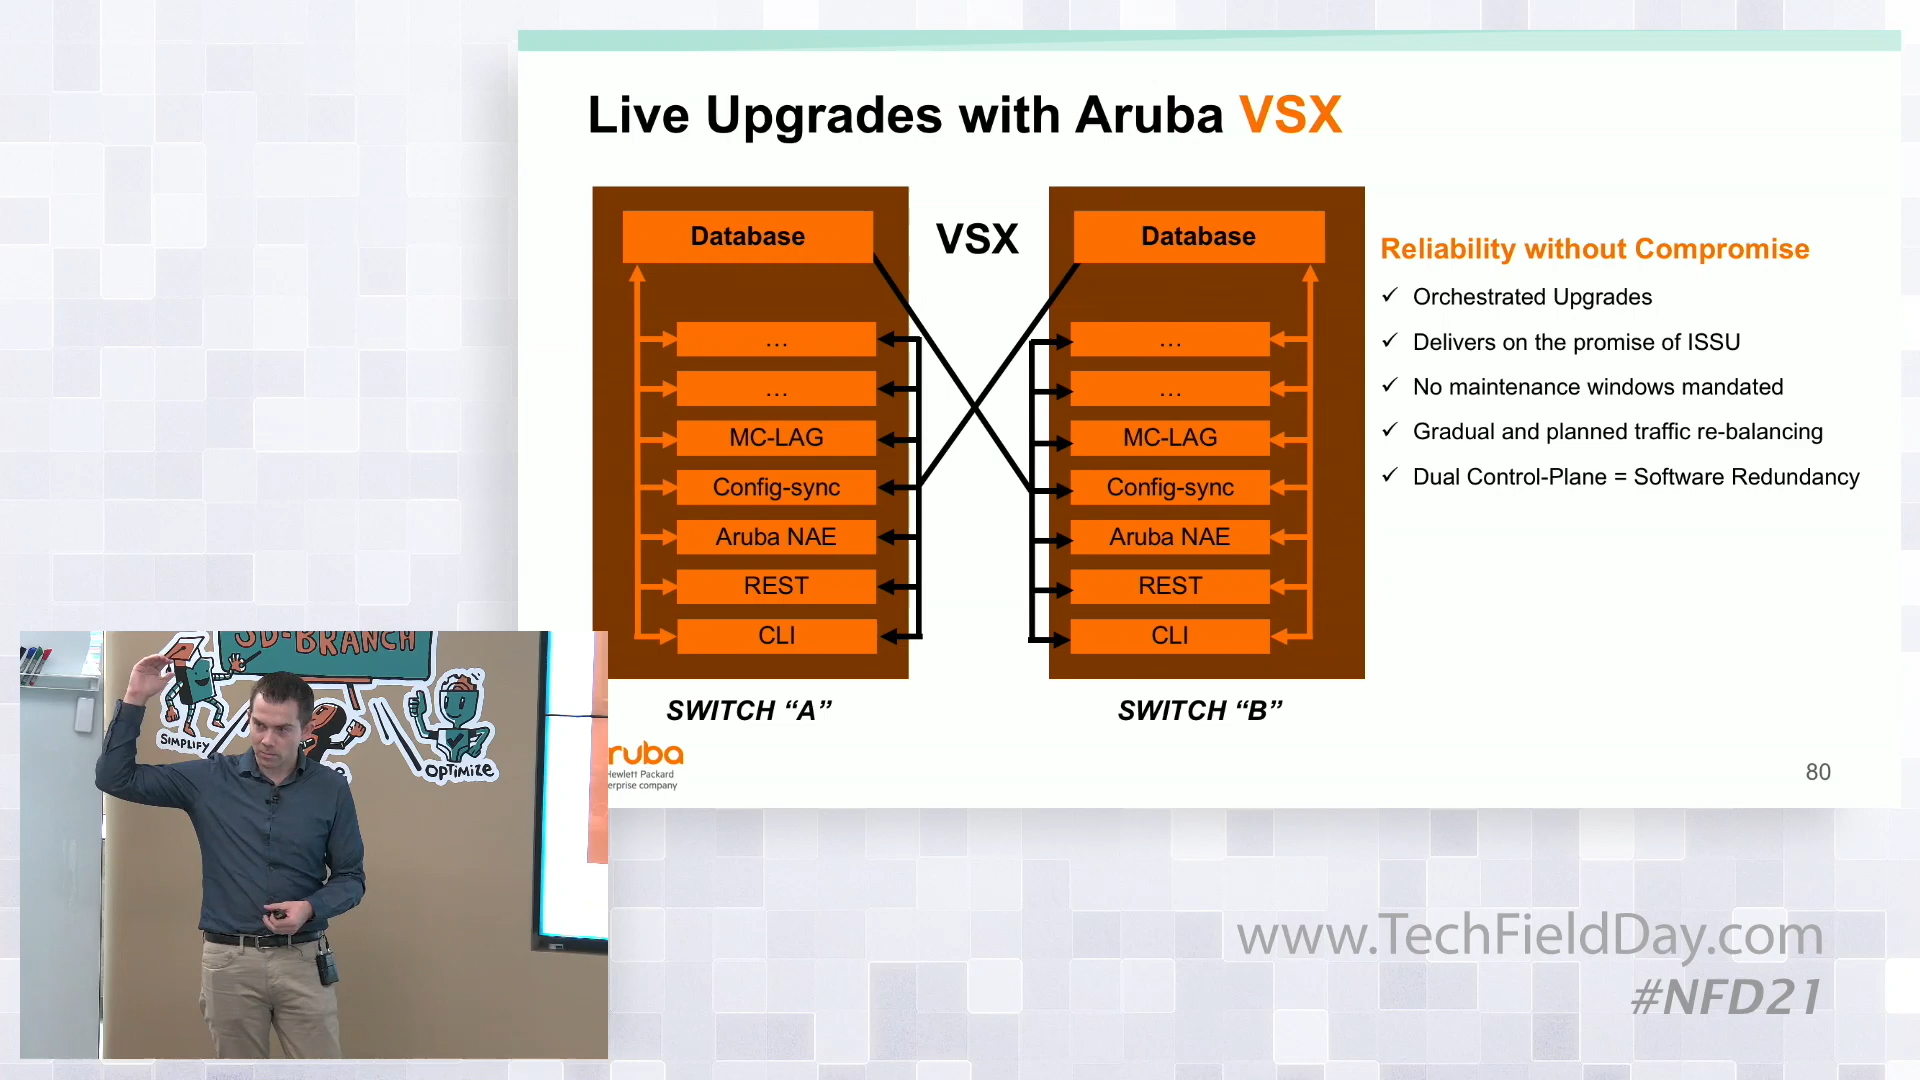 Live Upgrades with Aruba VSX
Database
VSX
Database
Reliability without Compromise
✓ Orchestrated Upgrades
✓ Delivers on the promise of ISSU
✓ No maintenance windows mandated
✓ Gradual and planned traffic re-balancing
✓ Dual Control-Plane = Software Redundancy
…
…
MC-LAG
Config-sync
Aruba NAE
REST
CLI
…
…
MC-LAG
Config-sync
Aruba NAE
REST
CLI
SWITCH “A”
SWITCH “B”
ruba
Hewlett Packard
erprise company
80
SD-BRANCH
SIMPLIFY
OPTIMIZE
www.TechFieldDay.com
#NFD21